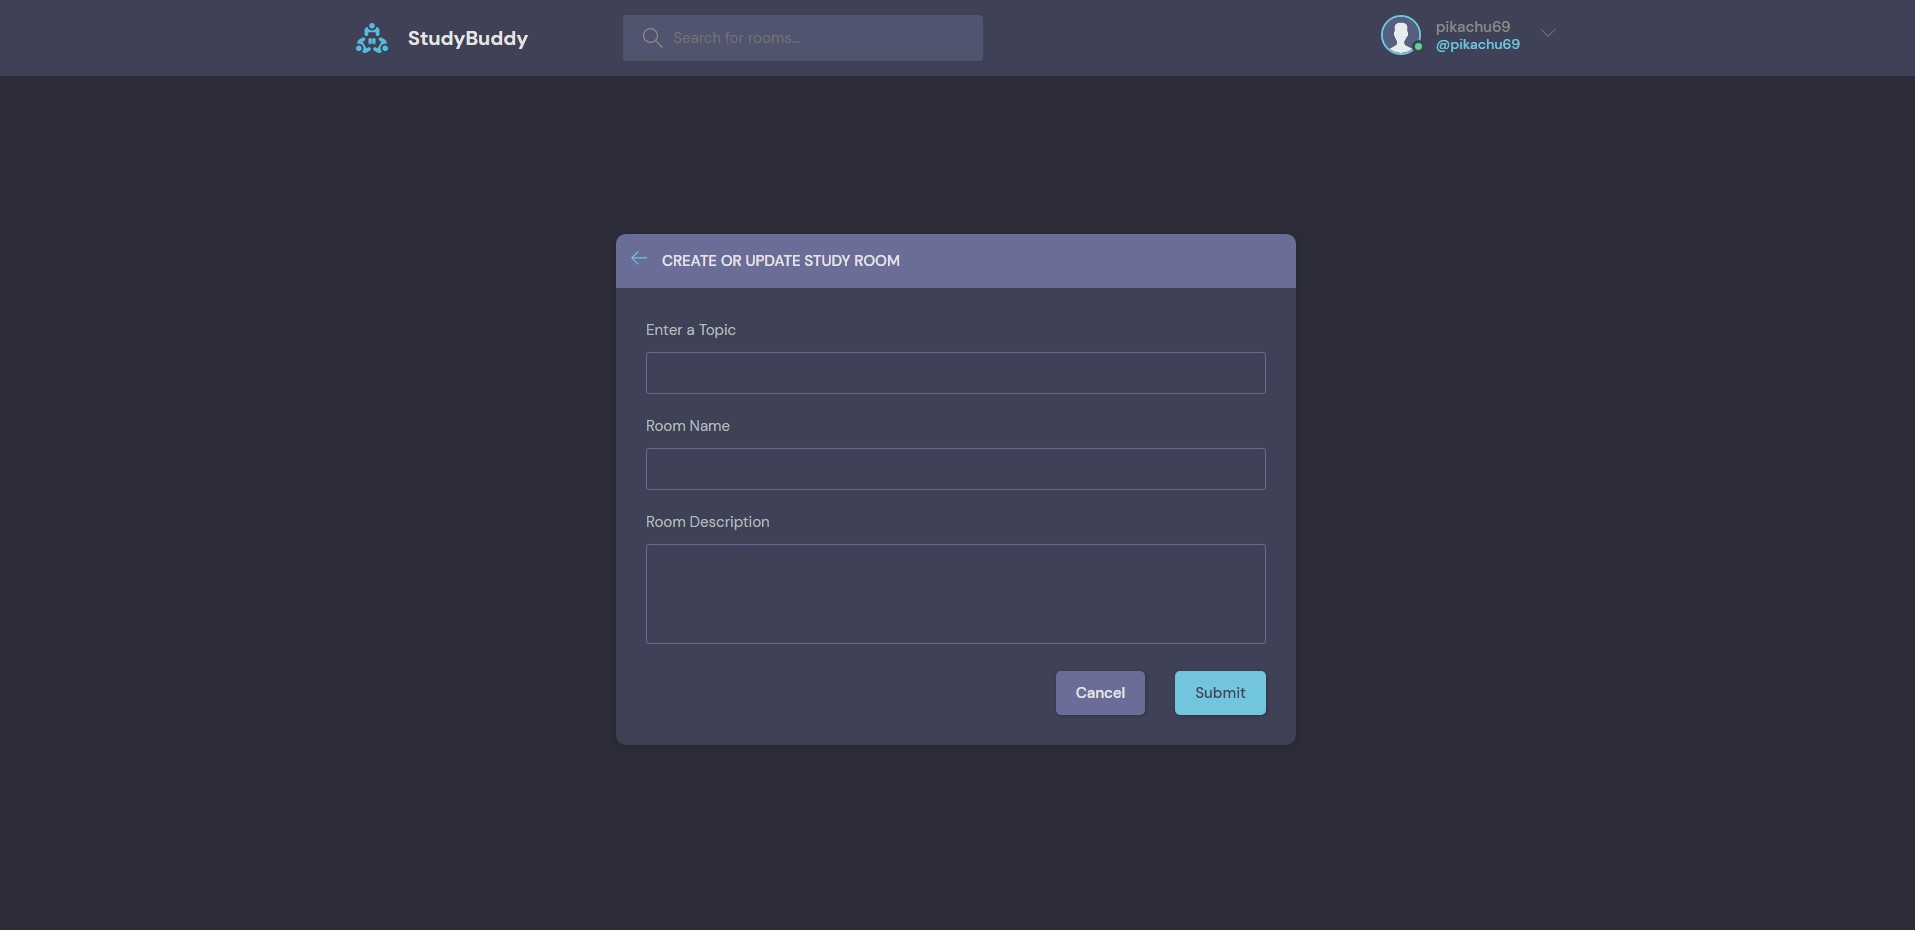 StudyBuddy
Search for rooms...
pikachu69
@pikachu69
CREATE OR UPDATE STUDY ROOM
Enter a Topic
Room Name
Room Description
Cancel
Submit